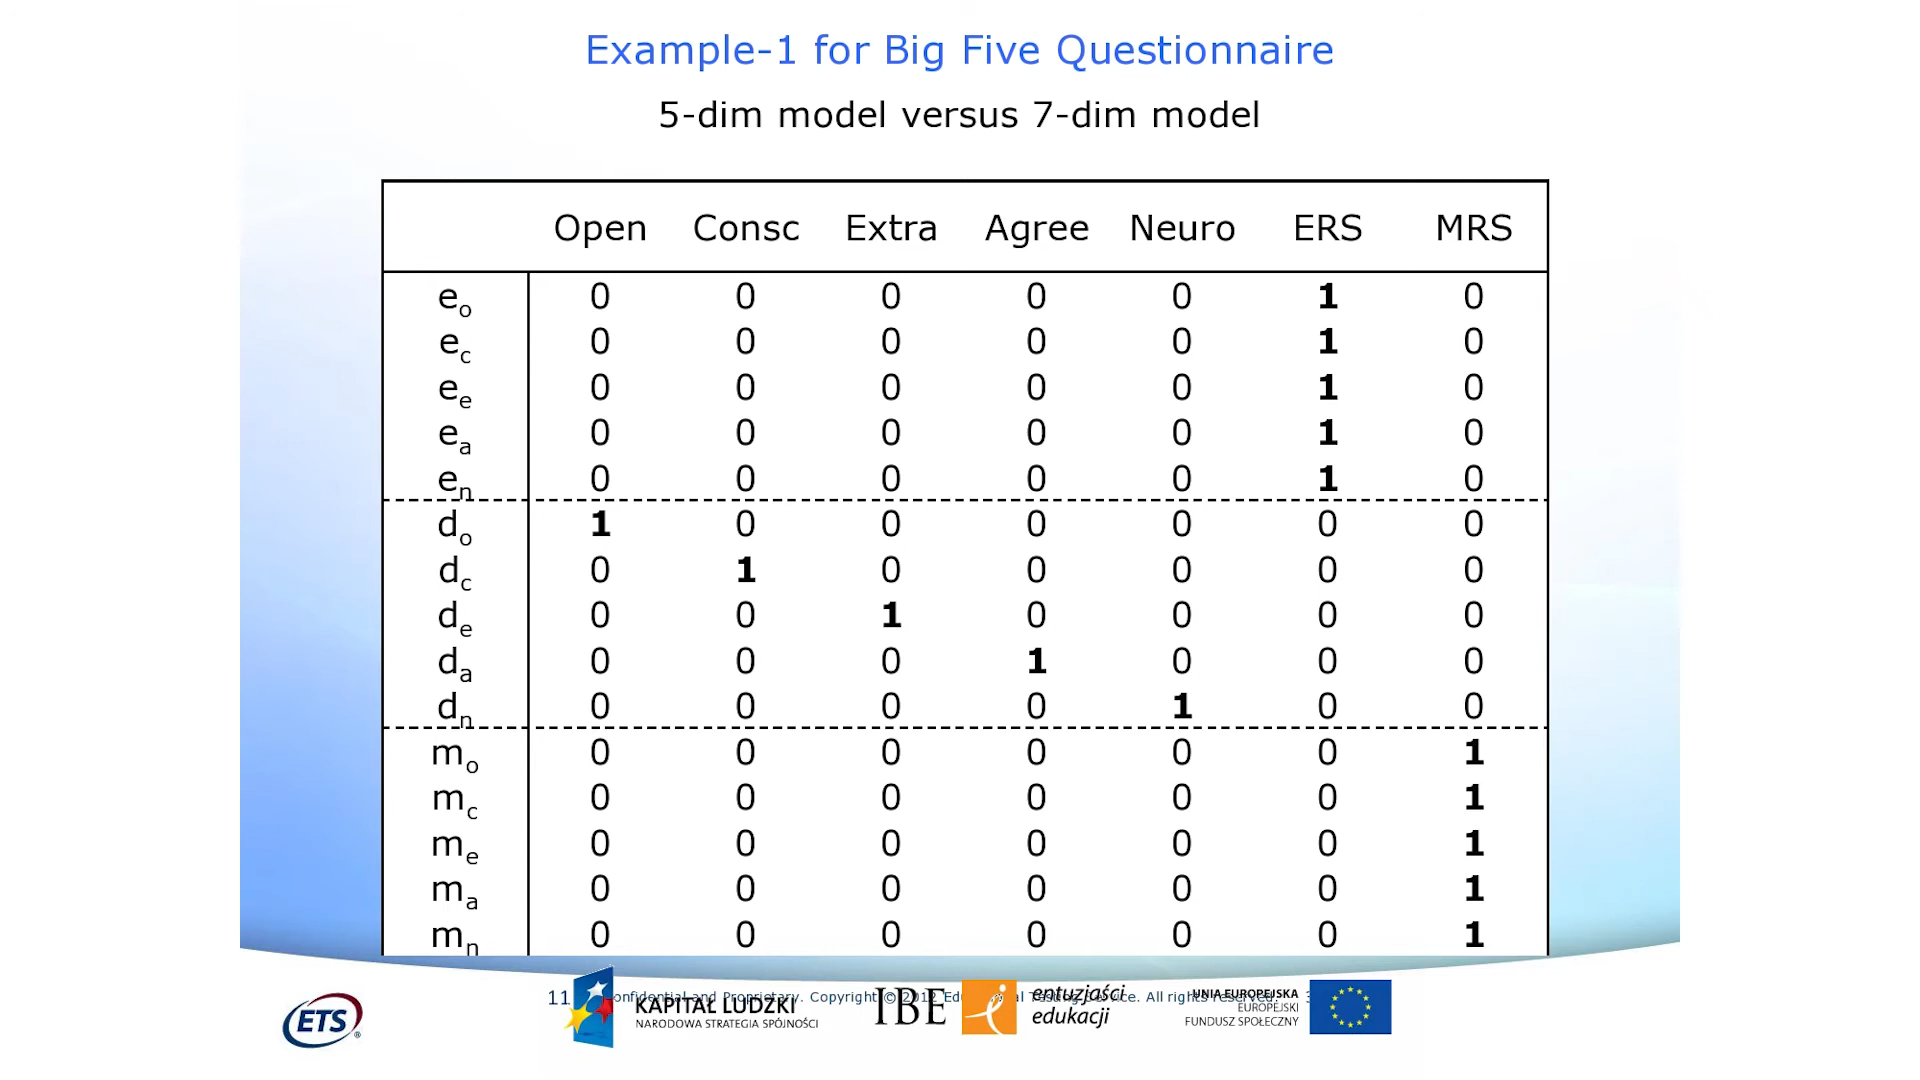 Example-1 for Big Five Questionnaire
5-dim model versus 7-dim model
Open Consc Extra Agree Neuro ERS MRS
eo 0 0 0 0 0 1 0
ec 0 0 0 0 0 1 0
ee 0 0 0 0 0 1 0
ea 0 0 0 0 0 1 0
en 0 0 0 0 0 1 0
do 1 0 0 0 0 0 0
dc 0 1 0 0 0 0 0
de 0 0 1 0 0 0 0
da 0 0 0 1 0 0 0
dn 0 0 0 0 1 0 0
mo 0 0 0 0 0 0 1
mc 0 0 0 0 0 0 1
me 0 0 0 0 0 0 1
ma 0 0 0 0 0 0 1
mn 0 0 0 0 0 0 1
11 and Proprietary. Copyright © 2012 All rights
ETS®
KAPITAŁ LUDZKI
NARODOWA STRATEGIA SPÓJNOŚCI
IBE
entuzjaści
edukacji
UNIA EUROPEJSKA
EUROPEJSKI
FUNDUSZ SPOŁECZNY